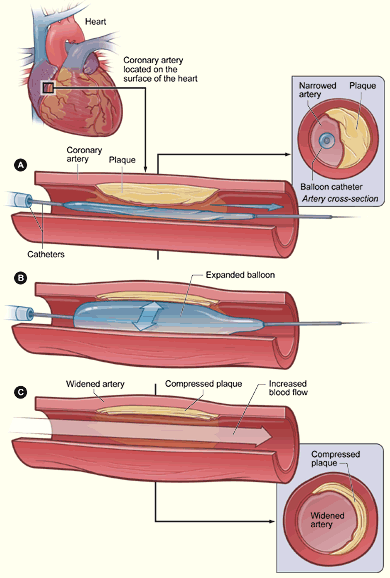 Heart
Coronary artery
located on the
surface of the heart
Narrowed
artery
Plaque
Balloon catheter
Artery cross-section
A
Coronary
artery
Plaque
Catheters
B
Expanded balloon
C
Widened artery
Compressed plaque
Increased
blood flow
Compressed
plaque
Widened
artery